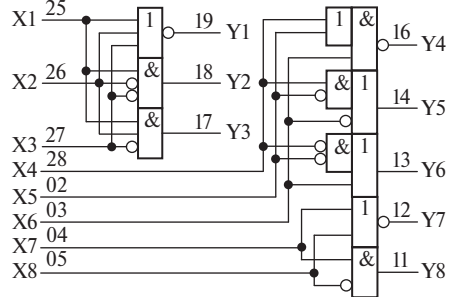 X1 25 1 19 Y1 1 & 16 Y4
X2 26 & 18 Y2 & 1 14 Y5
& 17 Y3
X3 27
X4 28 & 1 13 Y6
X5 02
X6 03
X7 04 1 12 Y7
X8 05 & 11 Y8